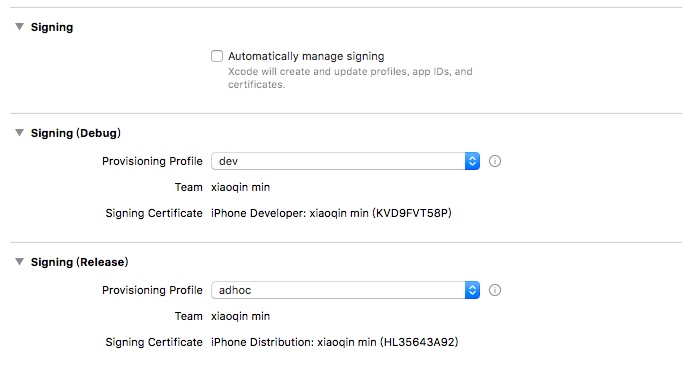 Signing
Automatically manage signing
Xcode will create and update profiles, app IDs, and
certificates.
Signing (Debug)
Provisioning Profile dev
Team xiaoqin min
Signing Certificate iPhone Developer: xiaoqin min (KVD9FVT58P)
Signing (Release)
Provisioning Profile adhoc
Team xiaoqin min
Signing Certificate iPhone Distribution: xiaoqin min (HL35643A92)